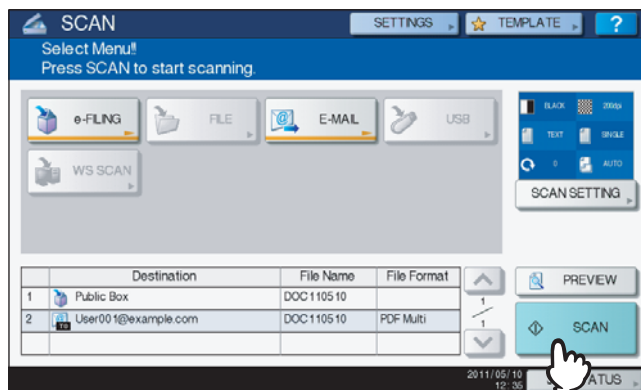 SCAN
SETTINGS
TEMPLATE
?
Select Menu!!
Press SCAN to start scanning.
e-FILING
FILE
E-MAIL
USB
WS SCAN
BLACK
200dpi
TEXT
SINGLE
0
AUTO
SCAN SETTING
Destination
File Name
File Format
1
Public Box
DOC110510
2
TO
User001@example.com
DOC110510
PDF Multi
1
1
PREVIEW
SCAN
2011/05/10
12:35